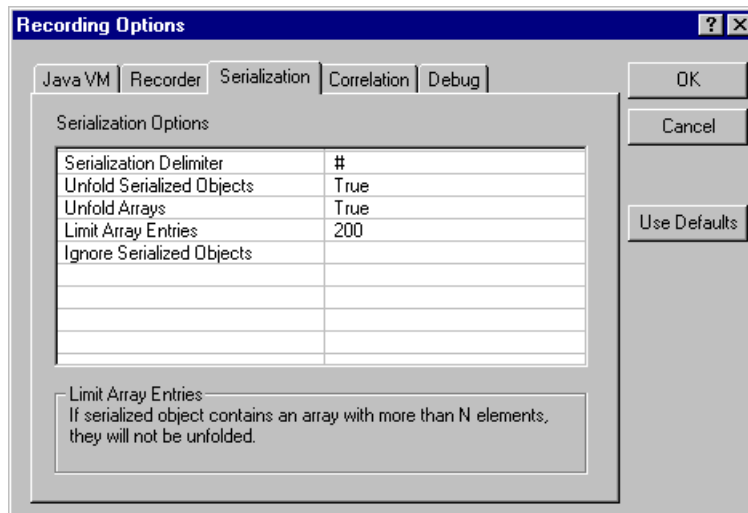 Recording Options
Java VM Recorder Serialization Correlation Debug
OK
Cancel
Use Defaults
Serialization Options
Serialization Delimiter #
Unfold Serialized Objects True
Unfold Arrays True
Limit Array Entries 200
Ignore Serialized Objects
Limit Array Entries
If serialized object contains an array with more than N elements,
they will not be unfolded.